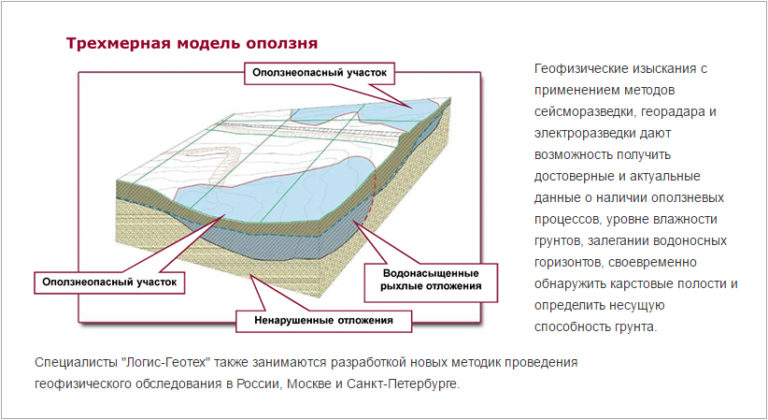 Трехмерная модель оползня
Оползнеопасный участок
Оползнеопасный участок
Водонасыщенные
рыхлые отложения
Ненарушенные отложения
Геофизические изыскания с
применением методов
сейсморазведки, георадара и
электроразведки дают
возможность получить
достоверные и актуальные
данные о наличии оползневых
процессов, уровне влажности
грунтов, залегании водоносных
горизонтов, своевременно
обнаружить карстовые полости и
определить несущую
способность грунта.
Специалисты "Логис-Геотех" также занимаются разработкой новых методик проведения
геофизического обследования в России, Москве и Санкт-Петербурге.